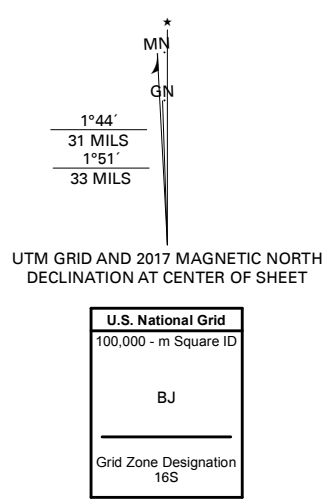 MN
GN
1°44´
31 MILS
1°51´
33 MILS
UTM GRID AND 2017 MAGNETIC NORTH
DECLINATION AT CENTER OF SHEET
U.S. National Grid
100,000 - m Square ID
BJ
Grid Zone Designation
16S